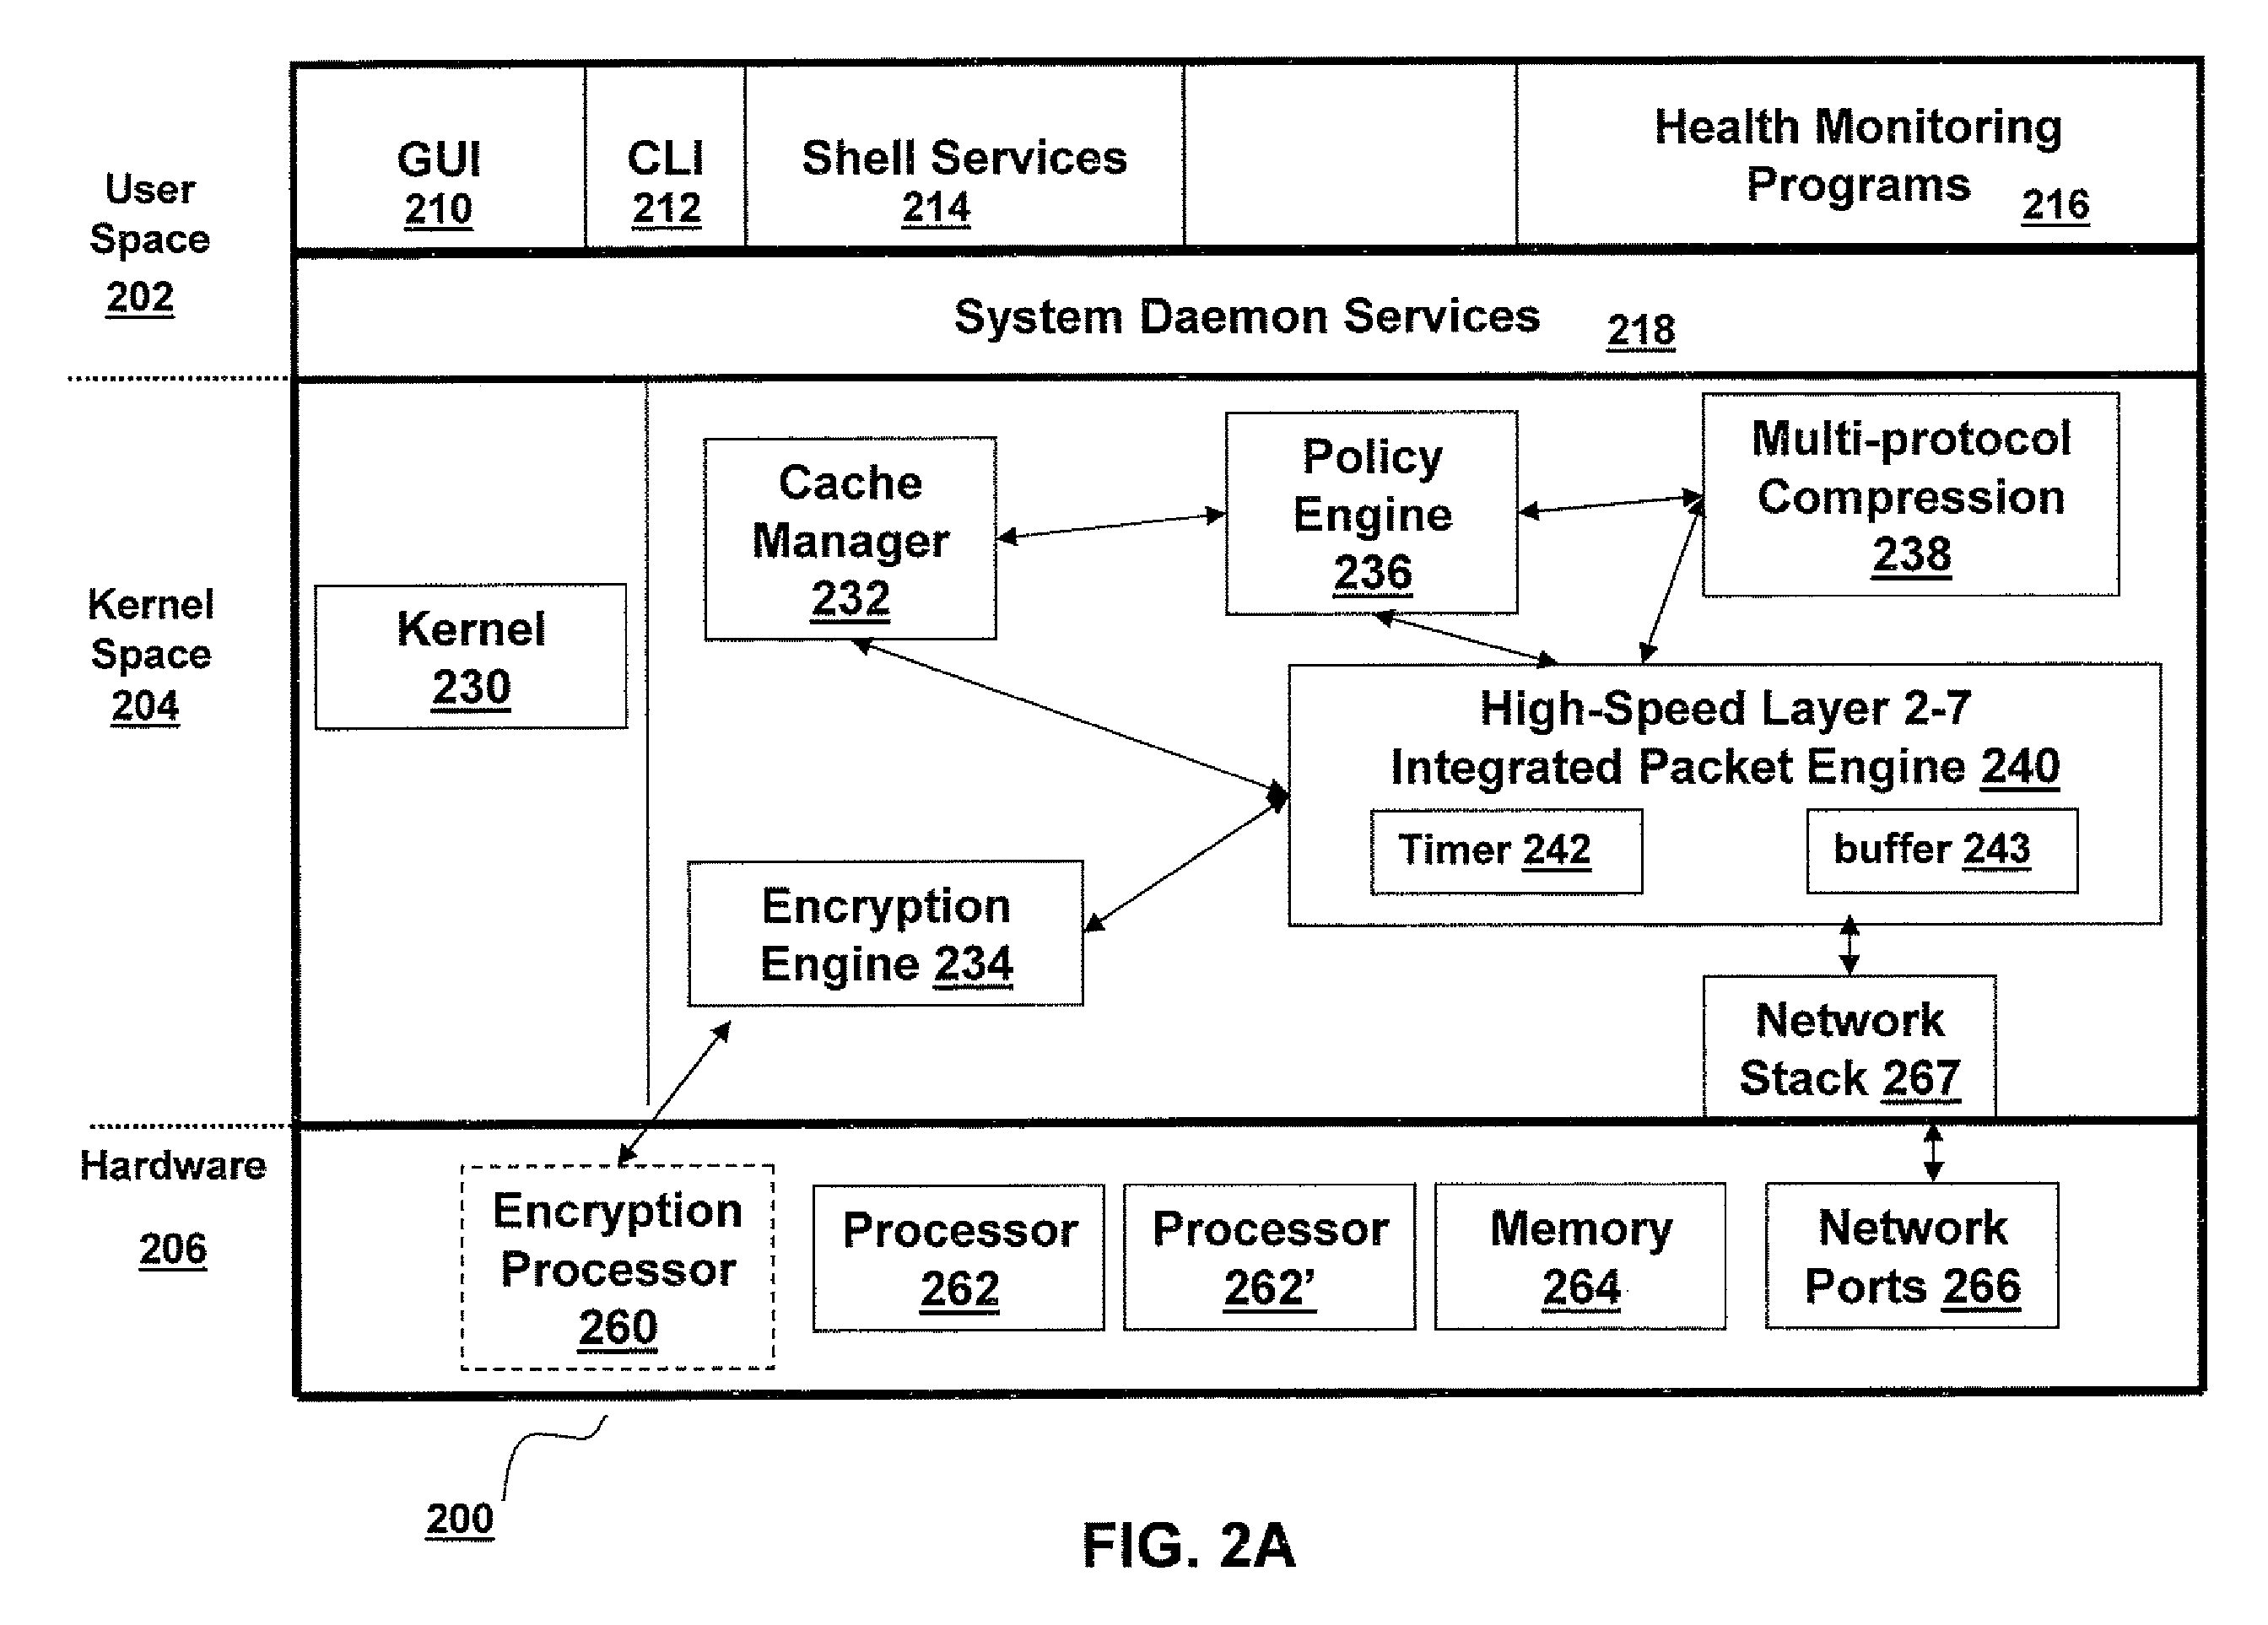 User
Space
202
GUI
210
CLI
212
Shell Services
214
Health Monitoring
Programs 216
System Daemon Services 218
Kernel
Space
204
Kernel
230
Cache
Manager
232
Policy
Engine
236
Multi-protocol
Compression
238
High-Speed Layer 2-7
Integrated Packet Engine 240
Timer 242
buffer 243
Encryption
Engine 234
Network
Stack 267
Hardware
206
Encryption
Processor
260
Processor
262
Processor
262’
Memory
264
Network
Ports 266
200
FIG. 2A